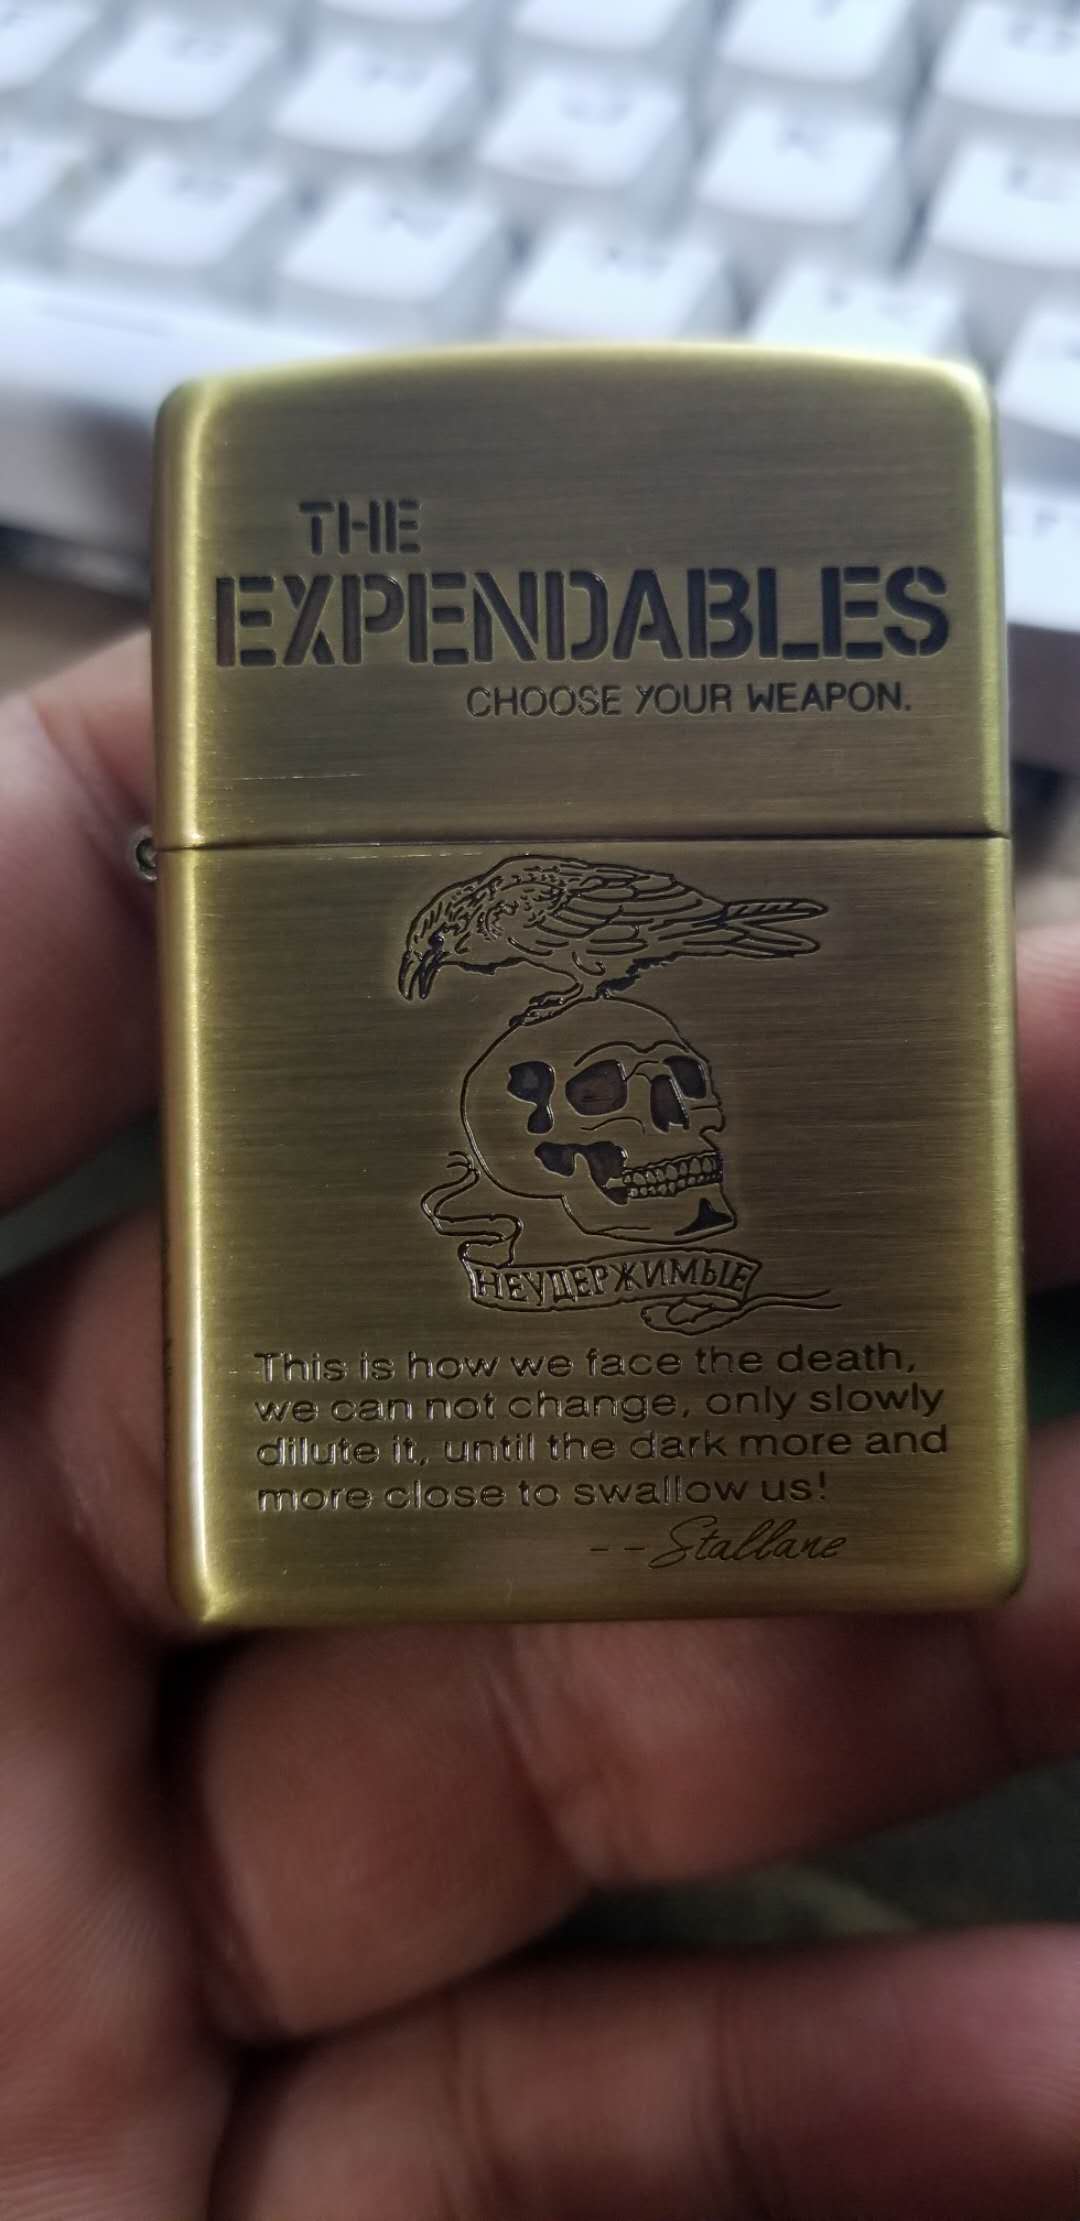 THE
EXPENDABLES
CHOOSE YOUR WEAPON.
НЕУДЕРЖИМЫЕ
This is how we face the death,
we can not change, only slowly
dilute it, until the dark more and
more close to swallow us!
--Stallane